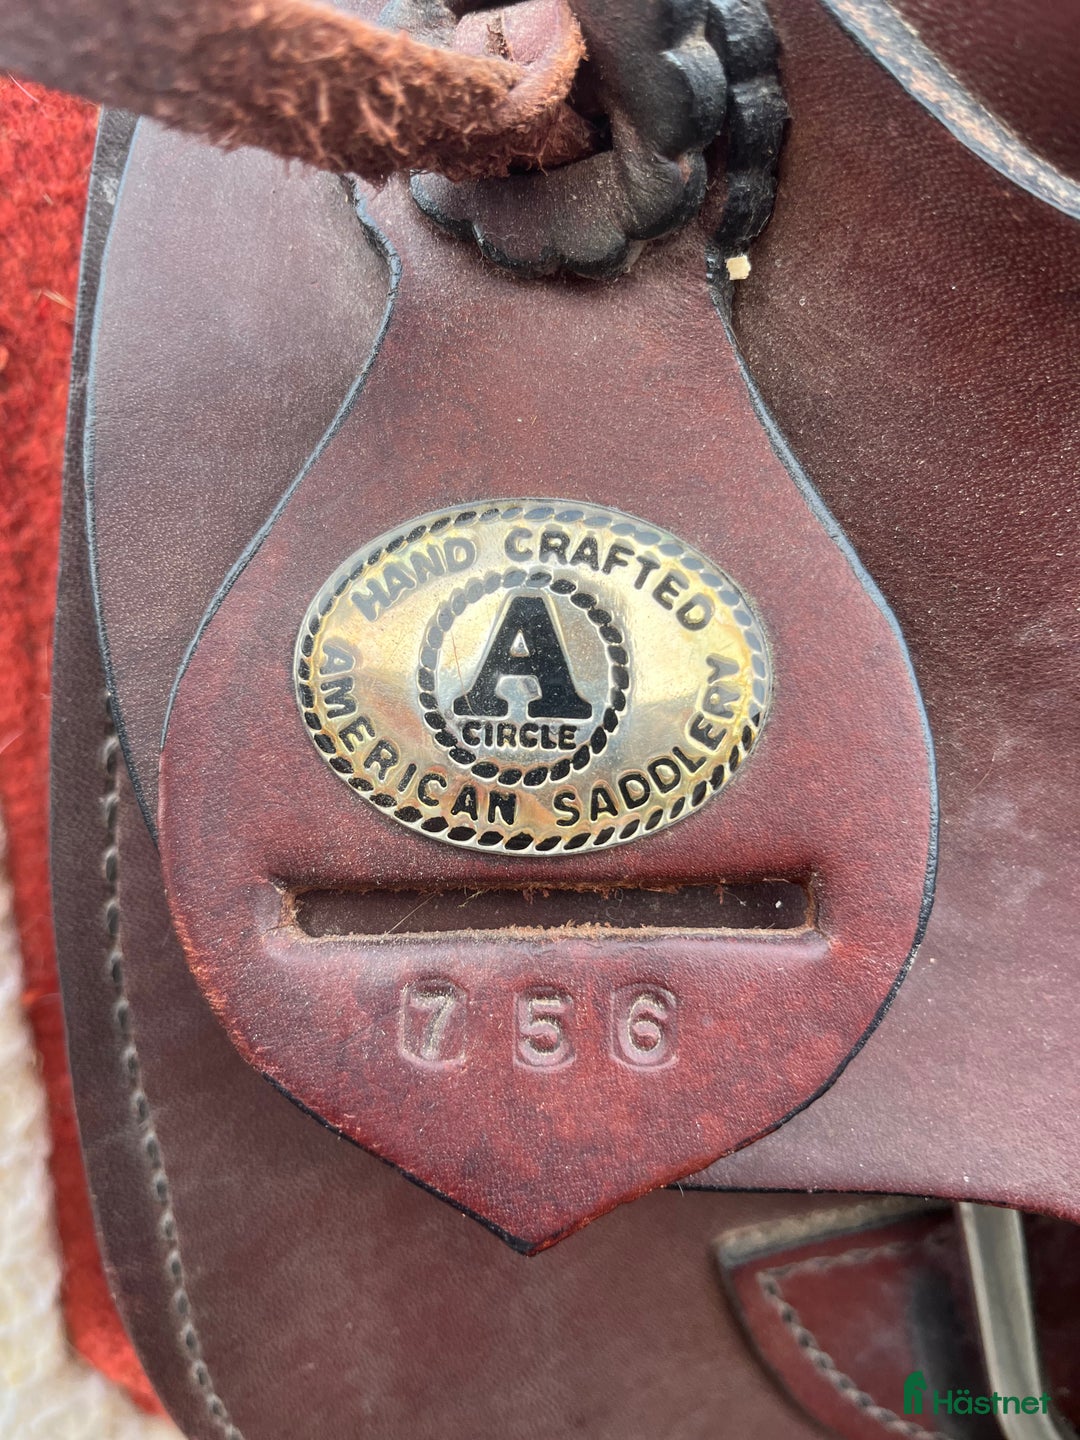 HAND CRAFTED
A
CIRCLE
AMERICAN SADDLERY
756
Hästnet